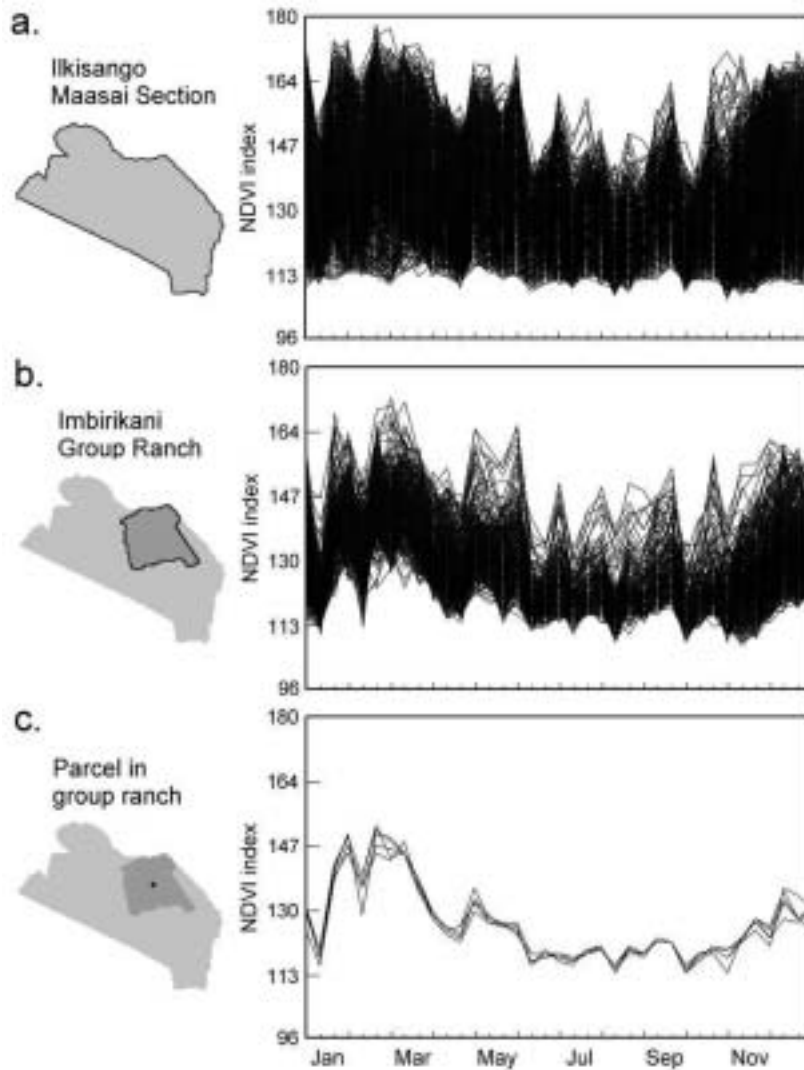 a.
Ilkisango
Maasai Section
NDVI index
180
164
147
130
113
96
b.
Imbirikani
Group Ranch
NDVI index
180
164
147
130
113
96
c.
Parcel in
group ranch
NDVI index
180
164
147
130
113
96
Jan Mar May Jul Sep Nov